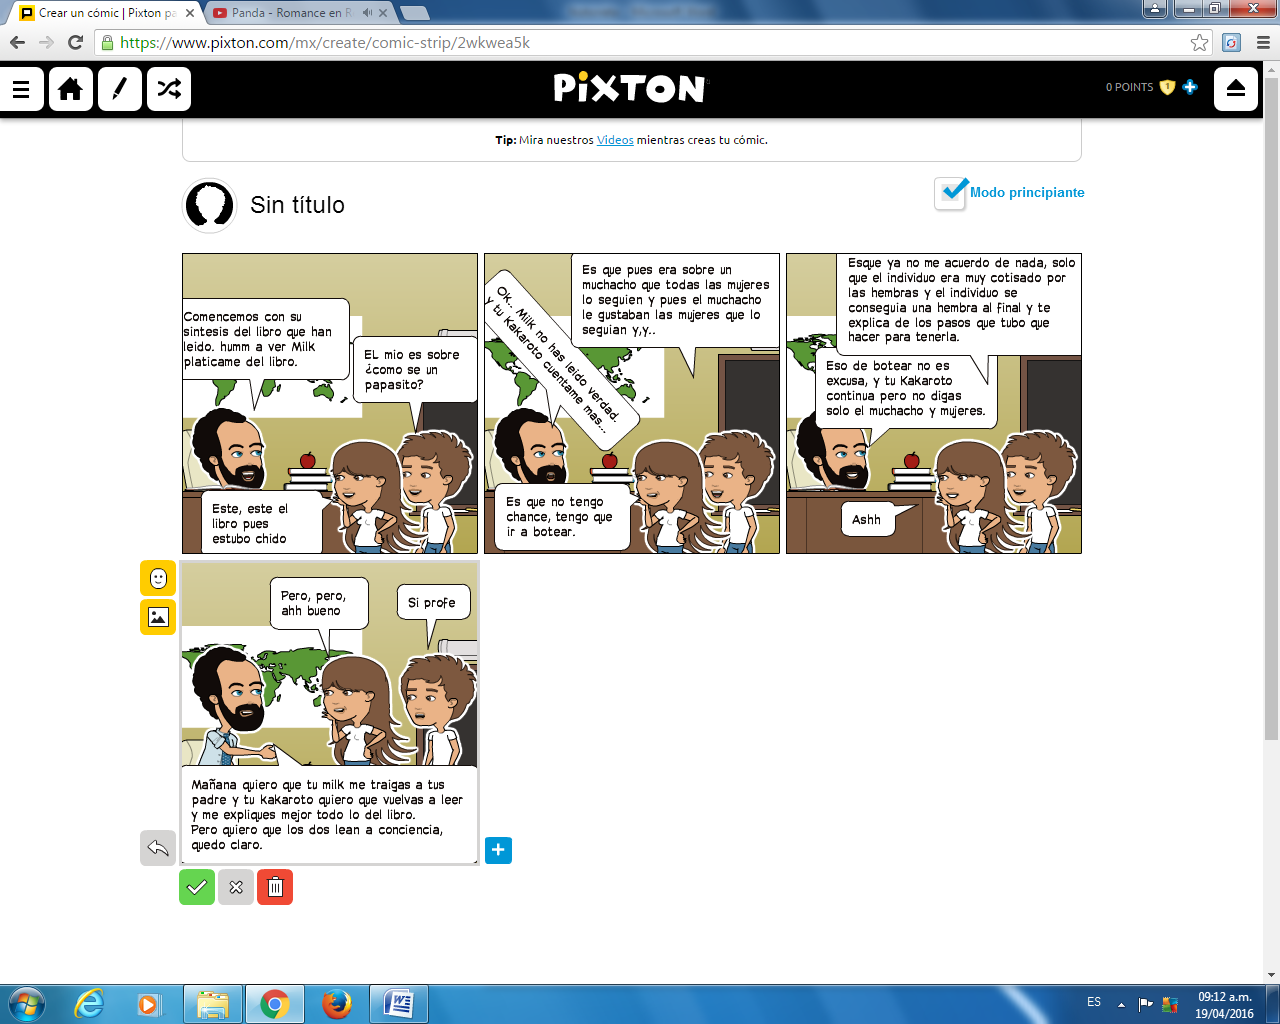 Crear un cómic | Pixton pa
Panda - Romance en R
https://www.pixton.com/mx/create/comic-strip/2wkwea5k
PiXTON
0 POINTS
1
Tip: Mira nuestros Videos mientras creas tu cómic.
Sin título
Modo principiante
Comencemos con su
sintesis del libro que han
leido. humm a ver Milk
platicame del libro.
EL mio es sobre
¿como se un
papasito?
Este, este el
libro pues
estubo chido
Ok.. Milk no has leido verdad.
y tu Kakaroto cuentame mas...
Es que pues era sobre un
muchacho que todas las mujeres
lo seguien y pues el muchacho
le gustaban las mujeres que lo
seguian y,y..
Es que no tengo
chance, tengo que
ir a botear.
Esque ya no me acuerdo de nada, solo
que el individuo era muy cotisado por
las hembras y el individuo se
conseguia una hembra al final y te
explica de los pasos que tubo que
hacer para tenerla.
Eso de botear no es
excusa, y tu Kakaroto
continua pero no digas
solo el muchacho y mujeres.
Ashh
Pero, pero,
ahh bueno
Si profe
Mañana quiero que tu milk me traigas a tus
padre y tu kakaroto quiero que vuelvas a leer
y me expliques mejor todo lo del libro.
Pero quiero que los dos lean a conciencia,
quedo claro.
ES
09:12 a.m.
19/04/2016